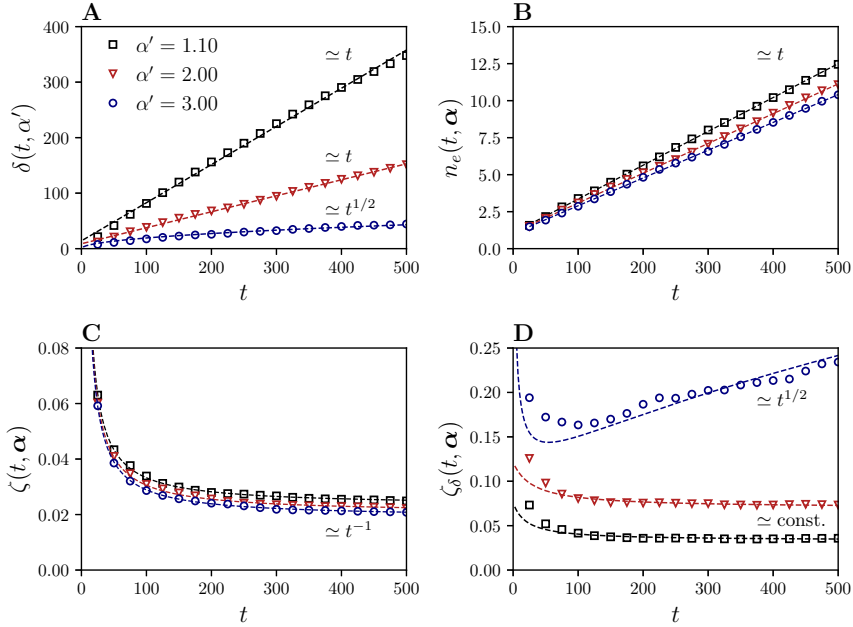 A
400
300
200
100
0
0
100
200
300
400
500
δ(t, α′)
t
α′ = 1.10
α′ = 2.00
α′ = 3.00
≃ t
≃ t
≃ t^{1/2}
B
15.0
12.5
10.0
7.5
5.0
2.5
0.0
0
100
200
300
400
500
n_e(t, α)
t
≃ t
C
0.08
0.06
0.04
0.02
0.00
0
100
200
300
400
500
ζ(t, α)
t
≃ t^{-1}
D
0.25
0.20
0.15
0.10
0.05
0.00
0
100
200
300
400
500
ζ_δ(t, α)
t
≃ t^{1/2}
≃ const.